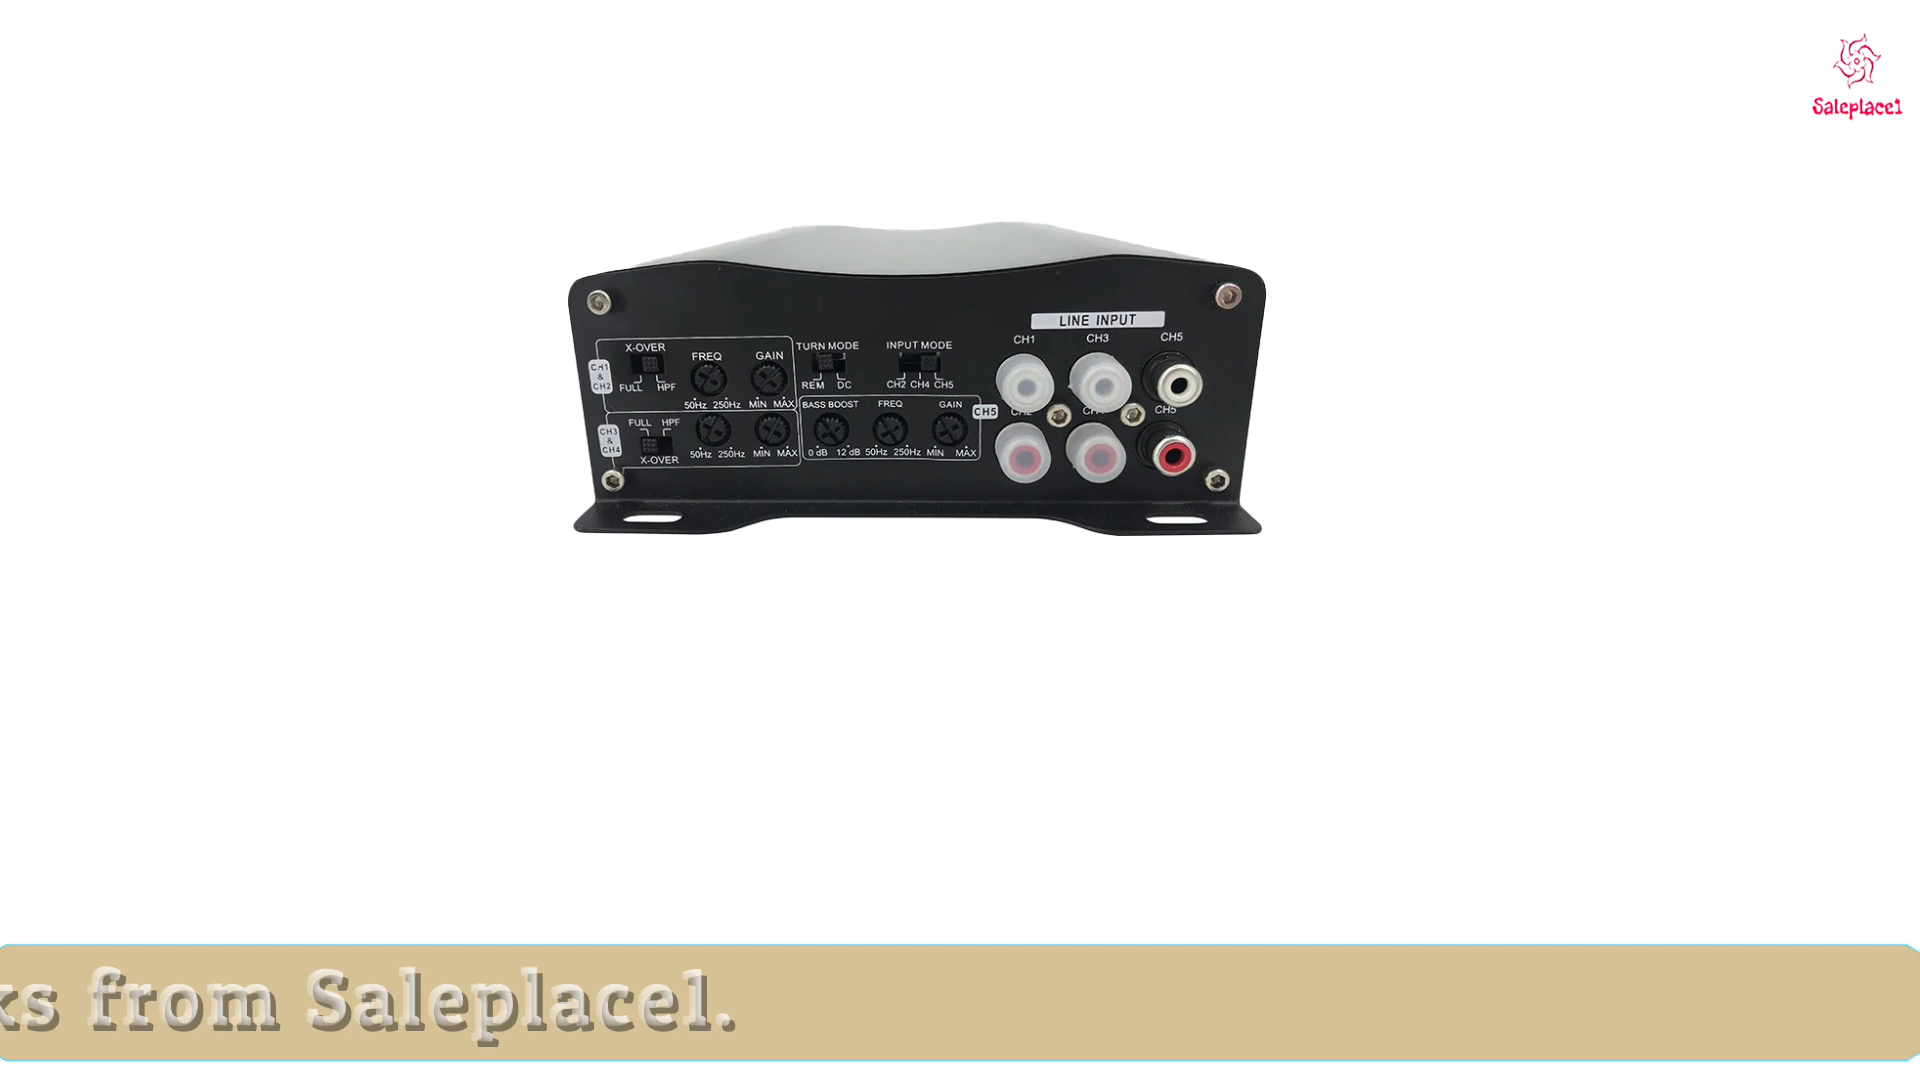 Saleplace1
LINE INPUT
CH1 CH3 CH5
X-OVER
FULL HPF
CH1
&
CH2
FREQ
50Hz 250Hz
GAIN
MIN MAX
TURN MODE
REM DC
INPUT MODE
CH2 CH4 CH5
CH2 CH5
CH3
&
CH4
FULL HPF
X-OVER
50Hz 250Hz
MIN MAX
BASS BOOST
0 dB 12 dB
FREQ
50Hz 250Hz
GAIN
MIN MAX
CH5
from Saleplace1.